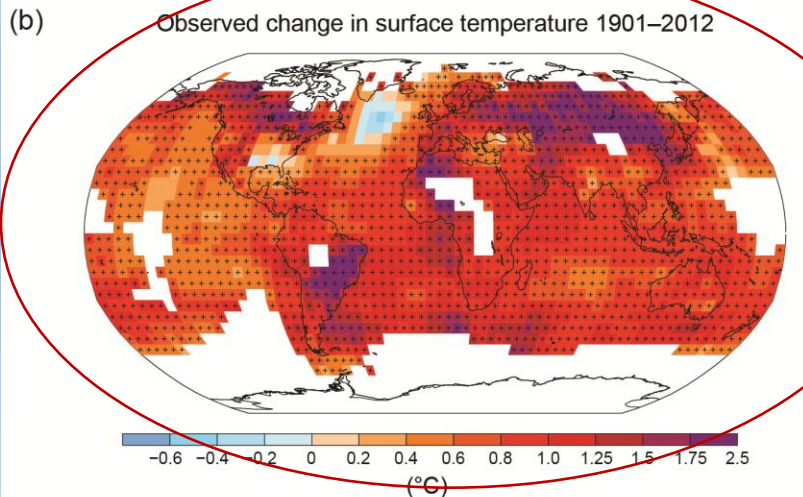 (b)
Observed change in surface temperature 1901–2012
−0.6 −0.4 −0.2 0 0.2 0.4 0.6 0.8 1.0 1.25 1.5 1.75 2.5
(°C)